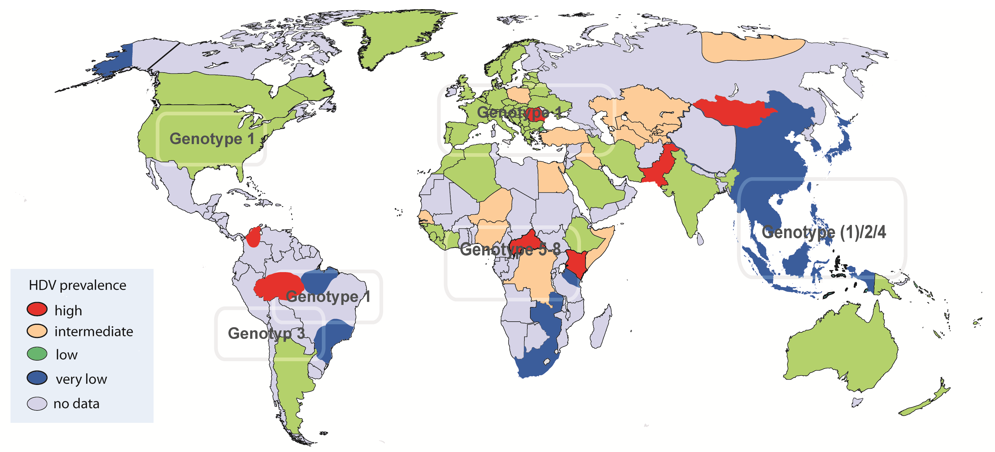 Genotype 1
Genotype 1
Genotype (1)/2/4
Genotype 5-8
Genotype 1
Genotyp 3
HDV prevalence
high
intermediate
low
very low
no data